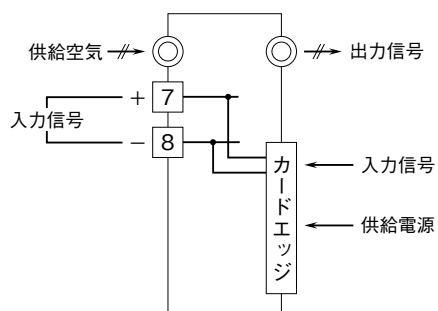 供給空気
出力信号
+ 7
入力信号
− 8
カードエッジ
入力信号
供給電源